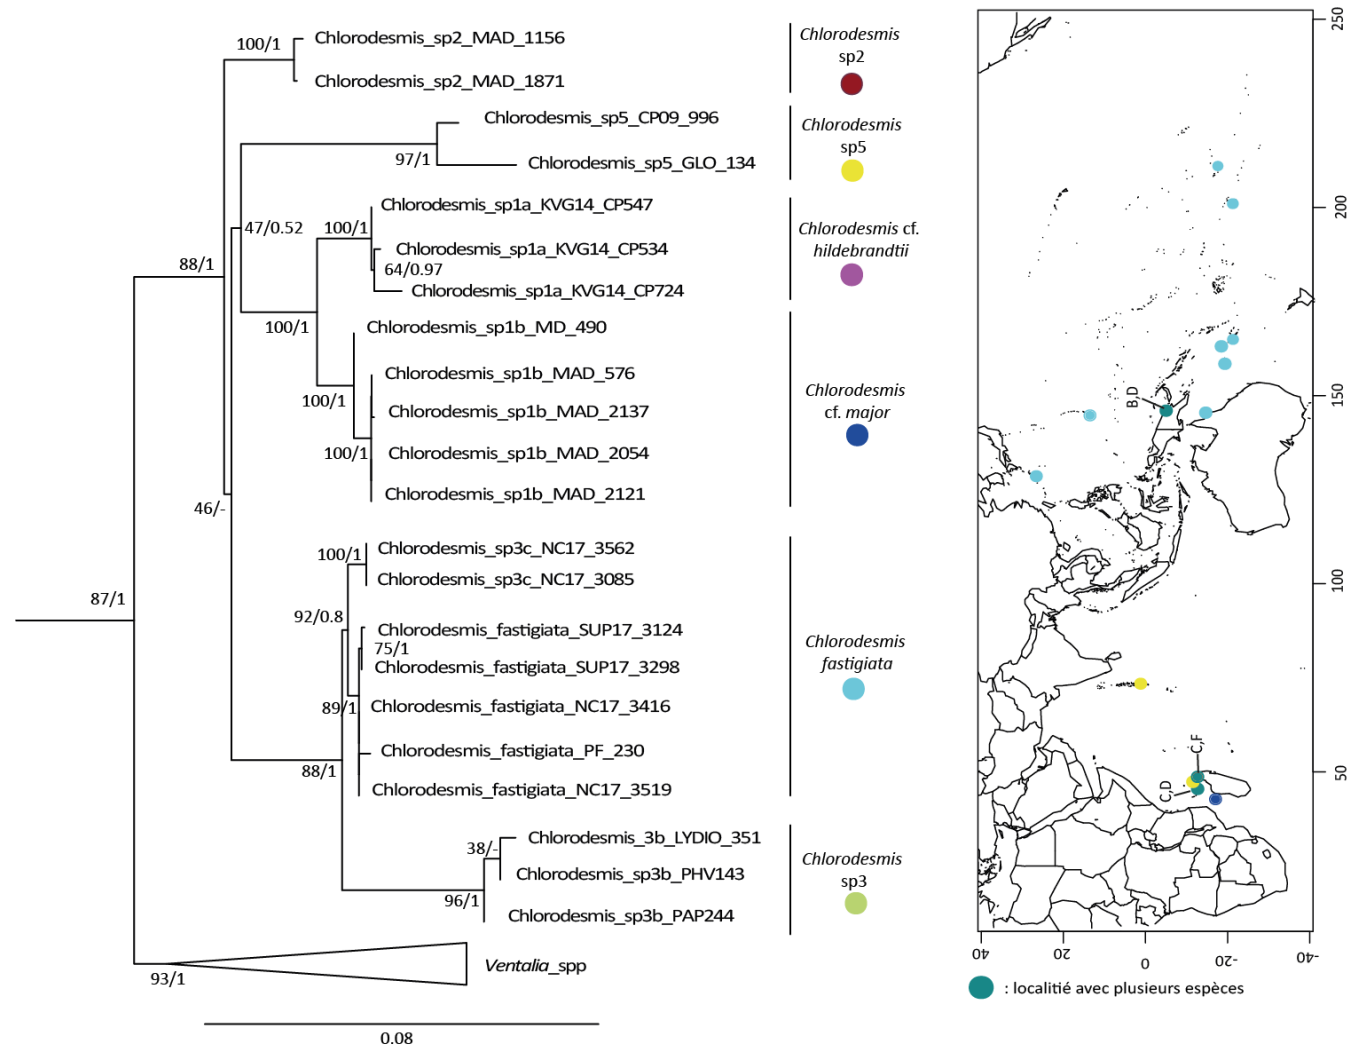 100/1
Chlorodesmis_sp2_MAD_1156
Chlorodesmis_sp2_MAD_1871
Chlorodesmis
sp2
Chlorodesmis_sp5_CP09_996
97/1
Chlorodesmis_sp5_GLO_134
Chlorodesmis
sp5
47/0.52
Chlorodesmis_sp1a_KVG14_CP547
100/1
Chlorodesmis_sp1a_KVG14_CP534
64/0.97
Chlorodesmis_sp1a_KVG14_CP724
Chlorodesmis cf.
hildebrandtii
88/1
100/1
Chlorodesmis_sp1b_MD_490
Chlorodesmis_sp1b_MAD_576
100/1
Chlorodesmis_sp1b_MAD_2137
Chlorodesmis_sp1b_MAD_2054
100/1
Chlorodesmis_sp1b_MAD_2121
Chlorodesmis
cf. major
46/-
100/1
Chlorodesmis_sp3c_NC17_3562
Chlorodesmis_sp3c_NC17_3085
87/1
92/0.8
Chlorodesmis_fastigiata_SUP17_3124
75/1
Chlorodesmis_fastigiata_SUP17_3298
89/1
Chlorodesmis_fastigiata_NC17_3416
Chlorodesmis_fastigiata_PF_230
88/1
Chlorodesmis_fastigiata_NC17_3519
Chlorodesmis
fastigiata
Chlorodesmis_3b_LYDIO_351
38/-
Chlorodesmis_sp3b_PHV143
96/1
Chlorodesmis_sp3b_PAP244
Chlorodesmis
sp3
Ventalia_spp
93/1
0.08
250
200
150
100
50
B,D
C,F
C,D
40
20
0
-20
-40
: localitié avec plusieurs espèces